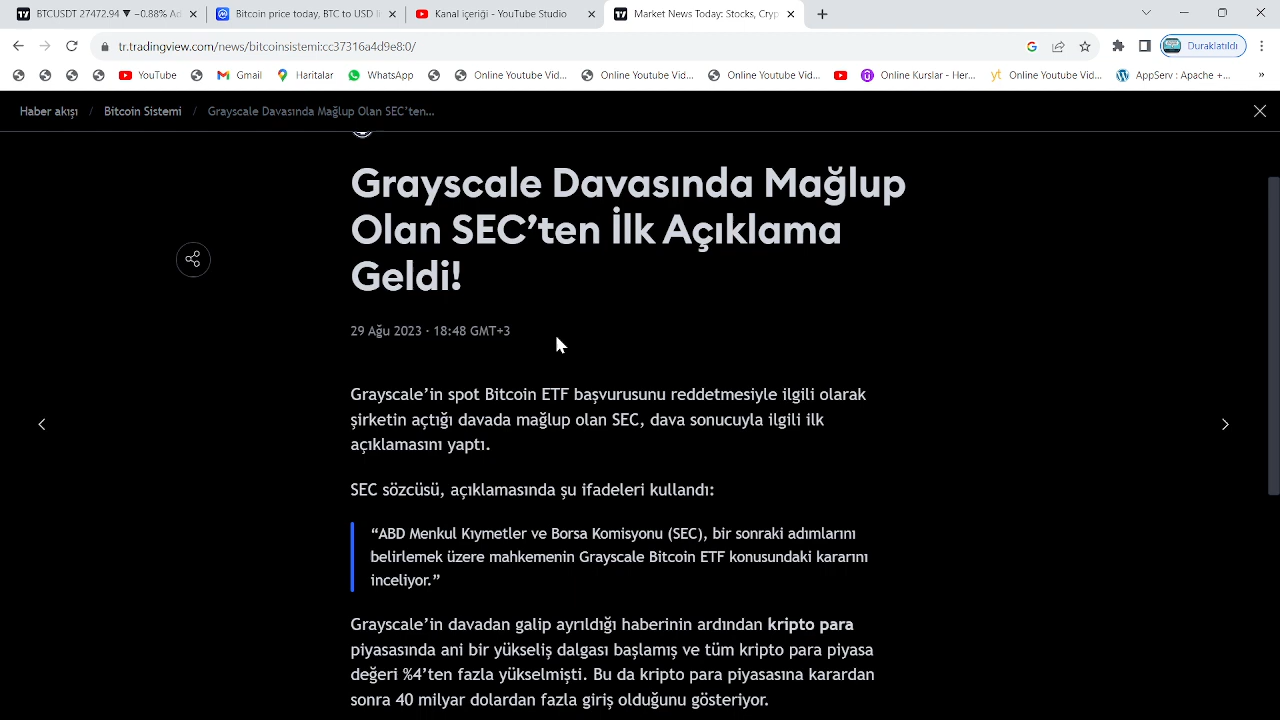 BTCUSDT 27472.94 ▼ −0.88% Ad
Bitcoin price today, BTC to USD li
Kanal içeriği - YouTube Studio
Market News Today: Stocks, Cryp
tr.tradingview.com/news/bitcoinsistemi:cc37316a4d9e8:0/
Duraklatıldı
YouTube
Gmail
Haritalar
WhatsApp
Online Youtube Vid...
Online Youtube Vid...
Online Youtube Vid...
Online Kurslar - Her...
yt Online Youtube Vid...
AppServ : Apache +...
»
Haber akışı / Bitcoin Sistemi / Grayscale Davasında Mağlup Olan SEC’ten...
Grayscale Davasında Mağlup
Olan SEC’ten İlk Açıklama
Geldi!
29 Ağu 2023 · 18:48 GMT+3
Grayscale’in spot Bitcoin ETF başvurusunu reddetmesiyle ilgili olarak
şirketin açtığı davada mağlup olan SEC, dava sonucuyla ilgili ilk
açıklamasını yaptı.
SEC sözcüsü, açıklamasında şu ifadeleri kullandı:
“ABD Menkul Kıymetler ve Borsa Komisyonu (SEC), bir sonraki adımlarını
belirlemek üzere mahkemenin Grayscale Bitcoin ETF konusundaki kararını
inceliyor.”
Grayscale’in davadan galip ayrıldığı haberinin ardından kripto para
piyasasında ani bir yükseliş dalgası başlamış ve tüm kripto para piyasa
değeri %4’ten fazla yükselmişti. Bu da kripto para piyasasına karardan
sonra 40 milyar dolardan fazla giriş olduğunu gösteriyor.